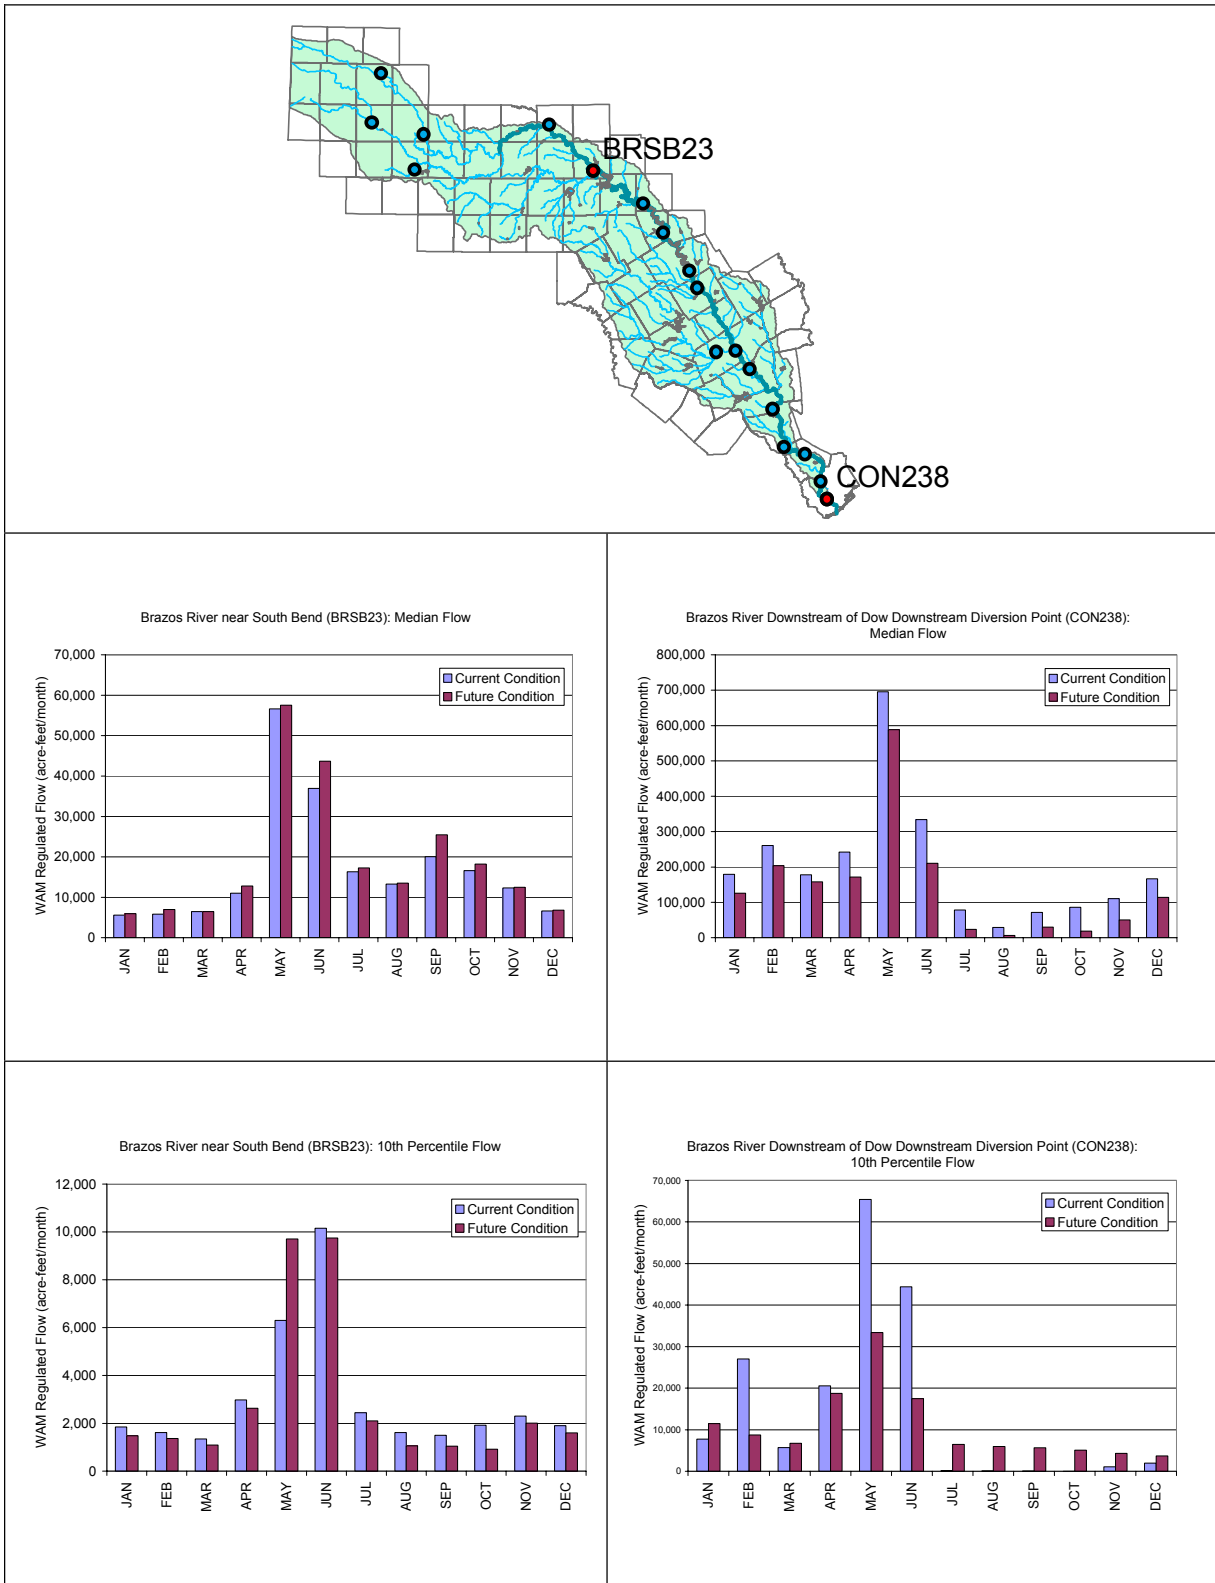 BRSB23
CON238
Brazos River near South Bend (BRSB23): Median Flow
WAM Regulated Flow (acre-feet/month)
70,000
60,000
50,000
40,000
30,000
20,000
10,000
0
Current Condition
Future Condition
JAN FEB MAR APR MAY JUN JUL AUG SEP OCT NOV DEC
Brazos River Downstream of Dow Downstream Diversion Point (CON238):
Median Flow
WAM Regulated Flow (acre-feet/month)
800,000
700,000
600,000
500,000
400,000
300,000
200,000
100,000
0
Current Condition
Future Condition
JAN FEB MAR APR MAY JUN JUL AUG SEP OCT NOV DEC
Brazos River near South Bend (BRSB23): 10th Percentile Flow
WAM Regulated Flow (acre-feet/month)
12,000
10,000
8,000
6,000
4,000
2,000
0
Current Condition
Future Condition
JAN FEB MAR APR MAY JUN JUL AUG SEP OCT NOV DEC
Brazos River Downstream of Dow Downstream Diversion Point (CON238):
10th Percentile Flow
WAM Regulated Flow (acre-feet/month)
70,000
60,000
50,000
40,000
30,000
20,000
10,000
0
Current Condition
Future Condition
JAN FEB MAR APR MAY JUN JUL AUG SEP OCT NOV DEC